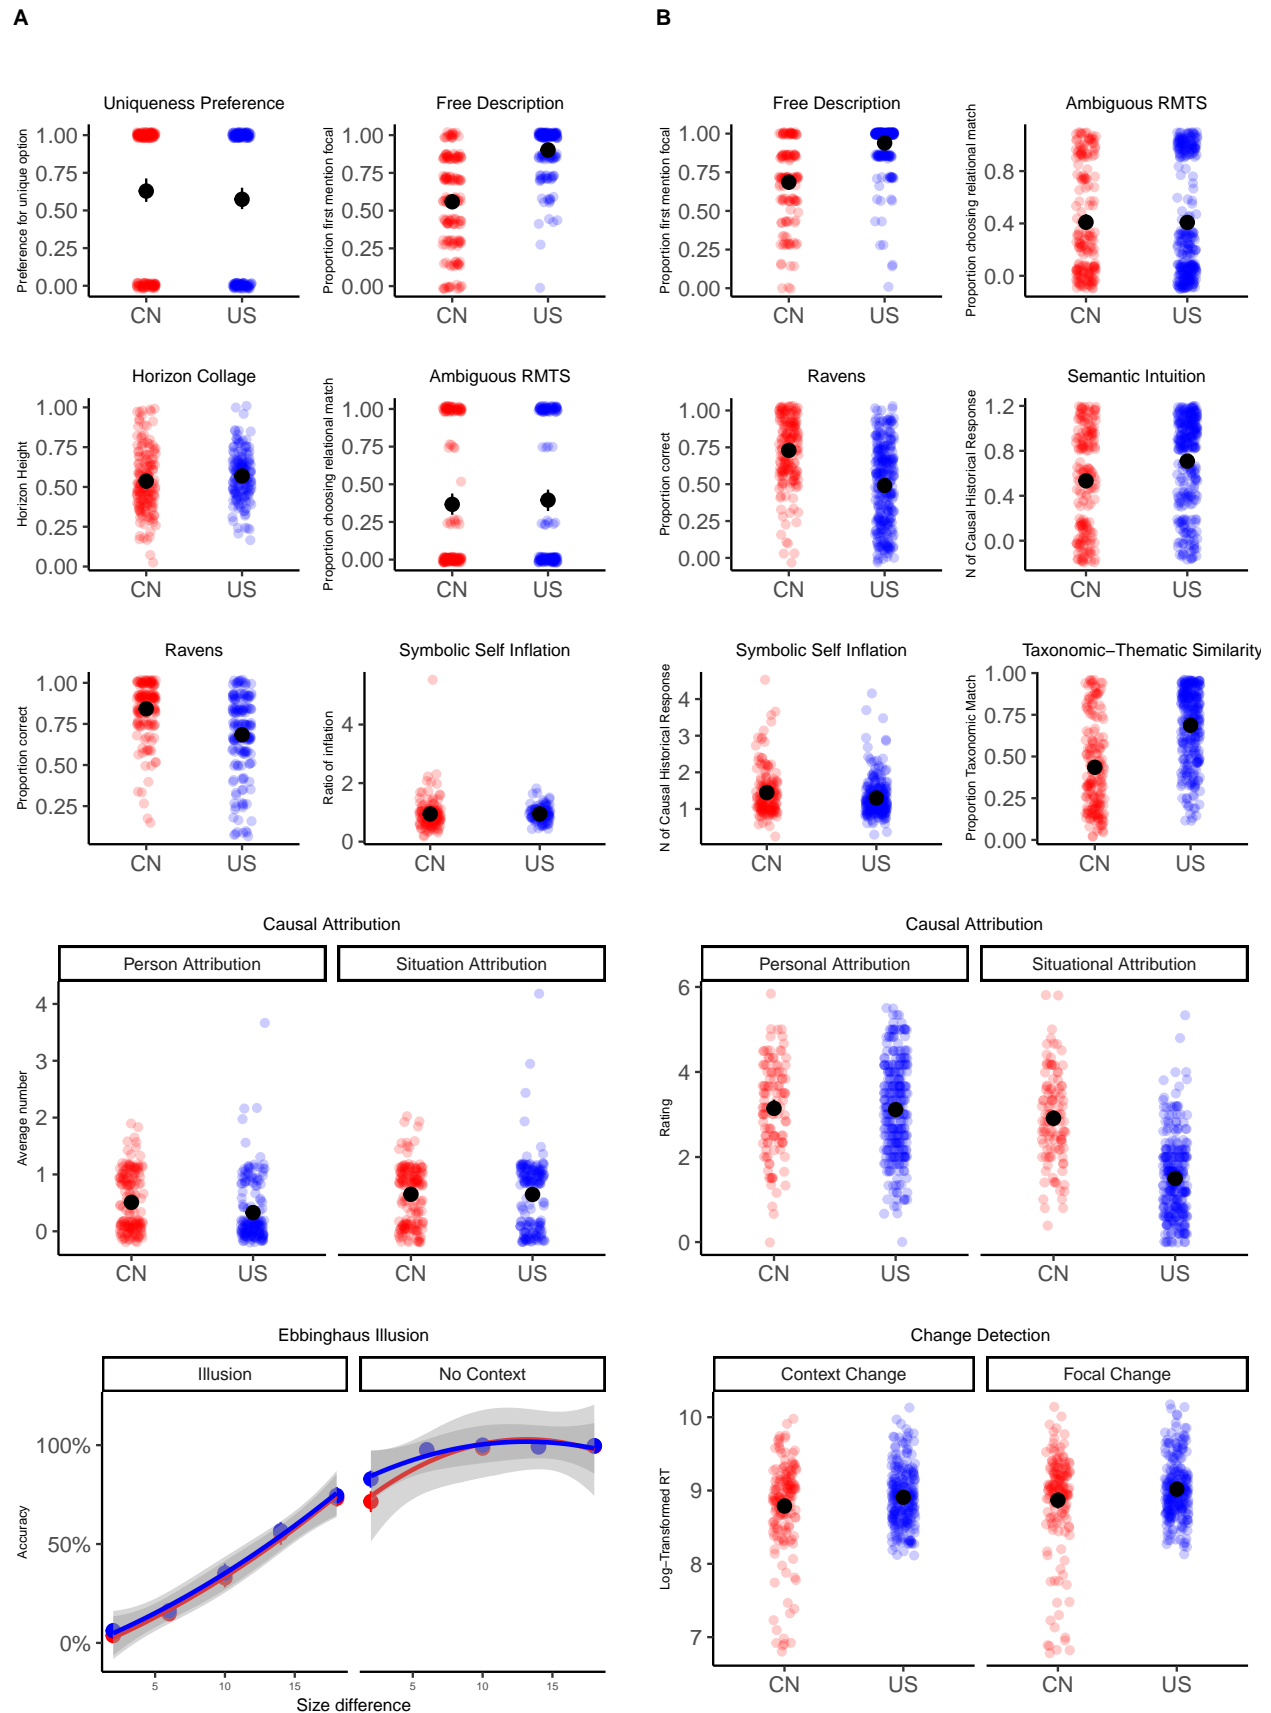 A
B
Uniqueness Preference
Preference for unique option
1.00
0.75
0.50
0.25
0.00
CN
US
Free Description
Proportion first mention focal
1.00
0.75
0.50
0.25
0.00
CN
US
Free Description
Proportion first mention focal
1.00
0.75
0.50
0.25
0.00
CN
US
Ambiguous RMTS
Proportion choosing relational match
0.8
0.4
0.0
CN
US
Horizon Collage
Horizon Height
1.00
0.75
0.50
0.25
0.00
CN
US
Ambiguous RMTS
Proportion choosing relational match
1.00
0.75
0.50
0.25
0.00
CN
US
Ravens
Proportion correct
1.00
0.75
0.50
0.25
0.00
CN
US
Semantic Intuition
N of Causal Historical Response
1.2
0.8
0.4
0.0
CN
US
Ravens
Proportion correct
1.00
0.75
0.50
0.25
CN
US
Symbolic Self Inflation
Ratio of inflation
4
2
0
CN
US
Symbolic Self Inflation
N of Causal Historical Response
4
3
2
1
CN
US
Taxonomic−Thematic Similarity
Proportion Taxonomic Match
1.00
0.75
0.50
0.25
0.00
CN
US
Causal Attribution
Person Attribution
Situation Attribution
Average number
4
3
2
1
0
CN
US
CN
US
Causal Attribution
Personal Attribution
Situational Attribution
Rating
6
4
2
0
CN
US
CN
US
Ebbinghaus Illusion
Illusion
No Context
Accuracy
100%
50%
0%
5
10
15
5
10
15
Size difference
Change Detection
Context Change
Focal Change
Log−Transformed RT
10
9
8
7
CN
US
CN
US